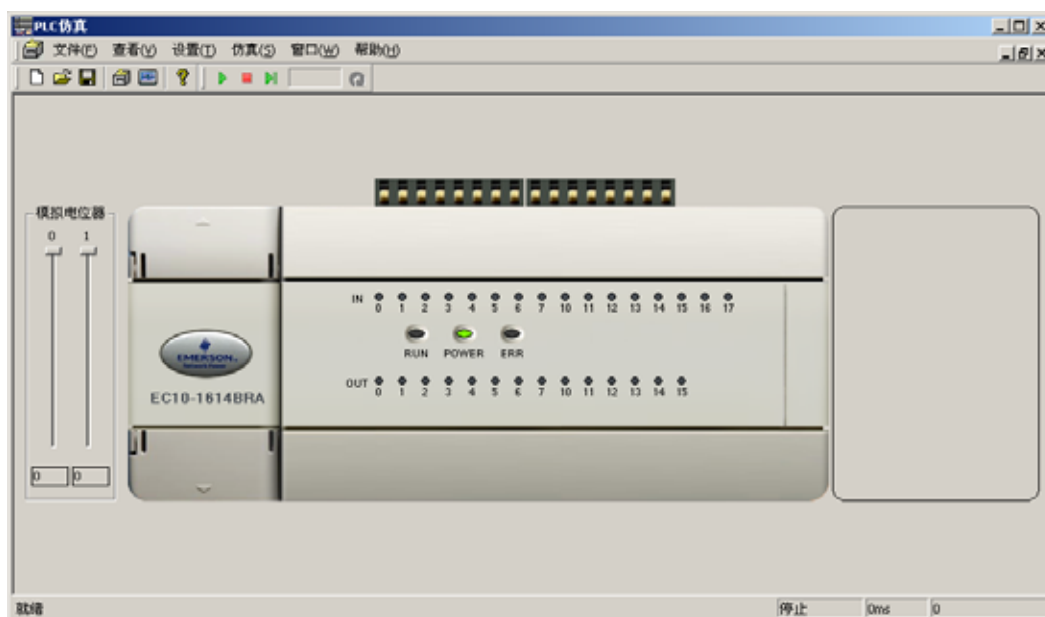 PLC仿真
文件(F) 查看(V) 设置(T) 仿真(S) 窗口(W) 帮助(H)
模拟电位器
0 1
IN 0 1 2 3 4 5 6 7 10 11 12 13 14 15 16 17
RUN POWER ERR
EMERSON.
Network Power
OUT 0 1 2 3 4 5 6 7 10 11 12 13 14 15
EC10-1614BRA
0 0
就绪 停止 0ms 0